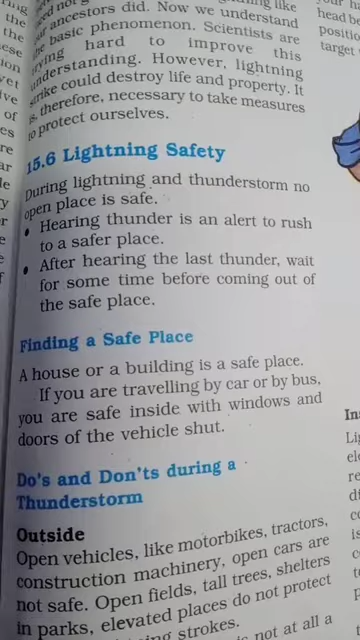 ancestors did. Now we understand
basic phenomenon. Scientists are
hard to improve this
understanding. However, lightning
could destroy life and property. It
is, therefore, necessary to take measures
to protect ourselves.
15.6 Lightning Safety
During lightning and thunderstorm no
open place is safe.
• Hearing thunder is an alert to rush
to a safer place.
• After hearing the last thunder, wait
for some time before coming out of
the safe place.
Finding a Safe Place
A house or a building is a safe place.
If you are travelling by car or by bus,
you are safe inside with windows and
doors of the vehicle shut.
Do's and Don'ts during a
Thunderstorm
Outside
Open vehicles, like motorbikes, tractors,
construction machinery, open cars are
not safe. Open fields, tall trees, shelters
in parks, elevated places do not protect
strokes.
not at all a